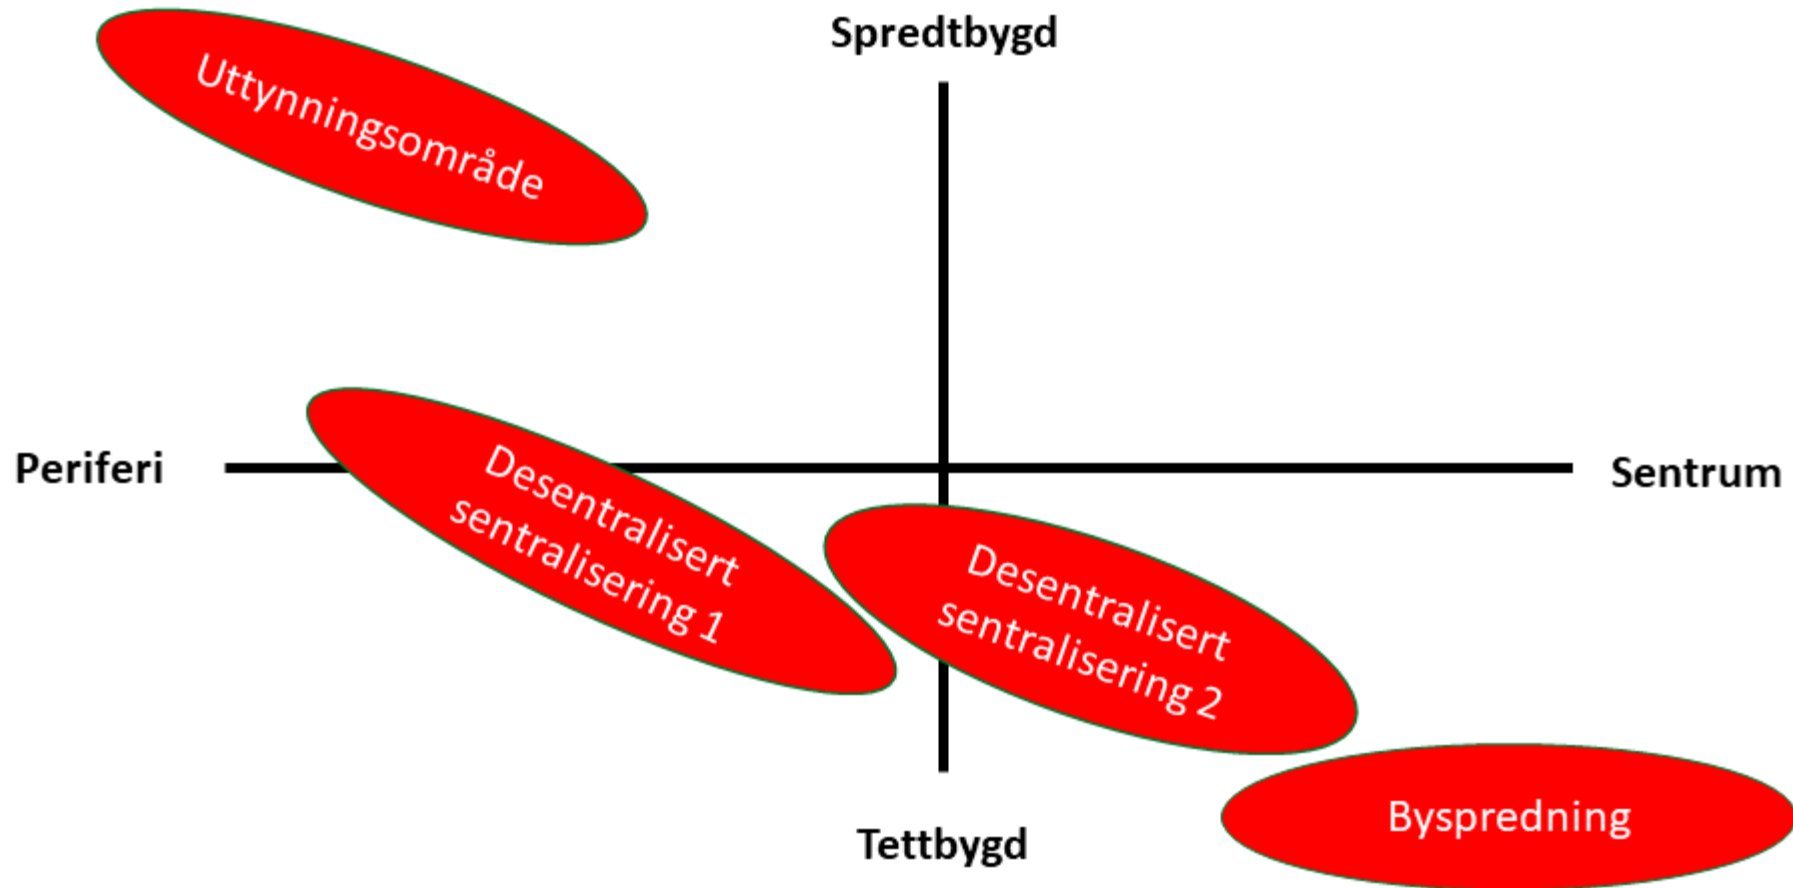 Spredtbygd
Uttynningsområde
Periferi
Sentrum
Desentralisert
sentralisering 1
Desentralisert
sentralisering 2
Byspredning
Tettbygd